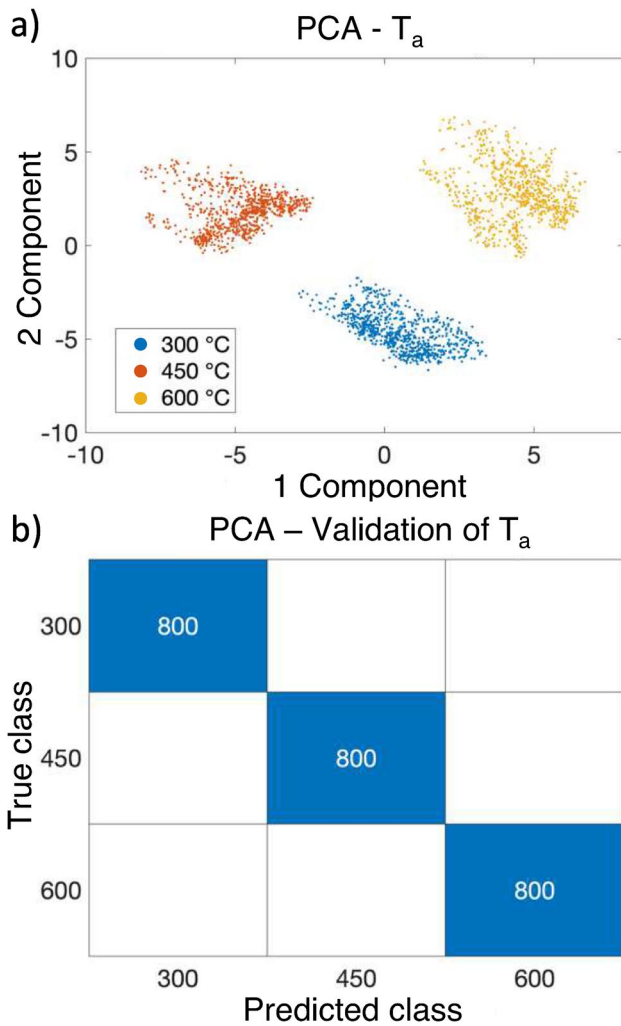 a)
PCA - Ta
10
5
0
-5
-10
2 Component
300 °C
450 °C
600 °C
-10
-5
0
5
1 Component
b)
PCA – Validation of Ta
True class
300
800
450
800
600
800
300
450
600
Predicted class